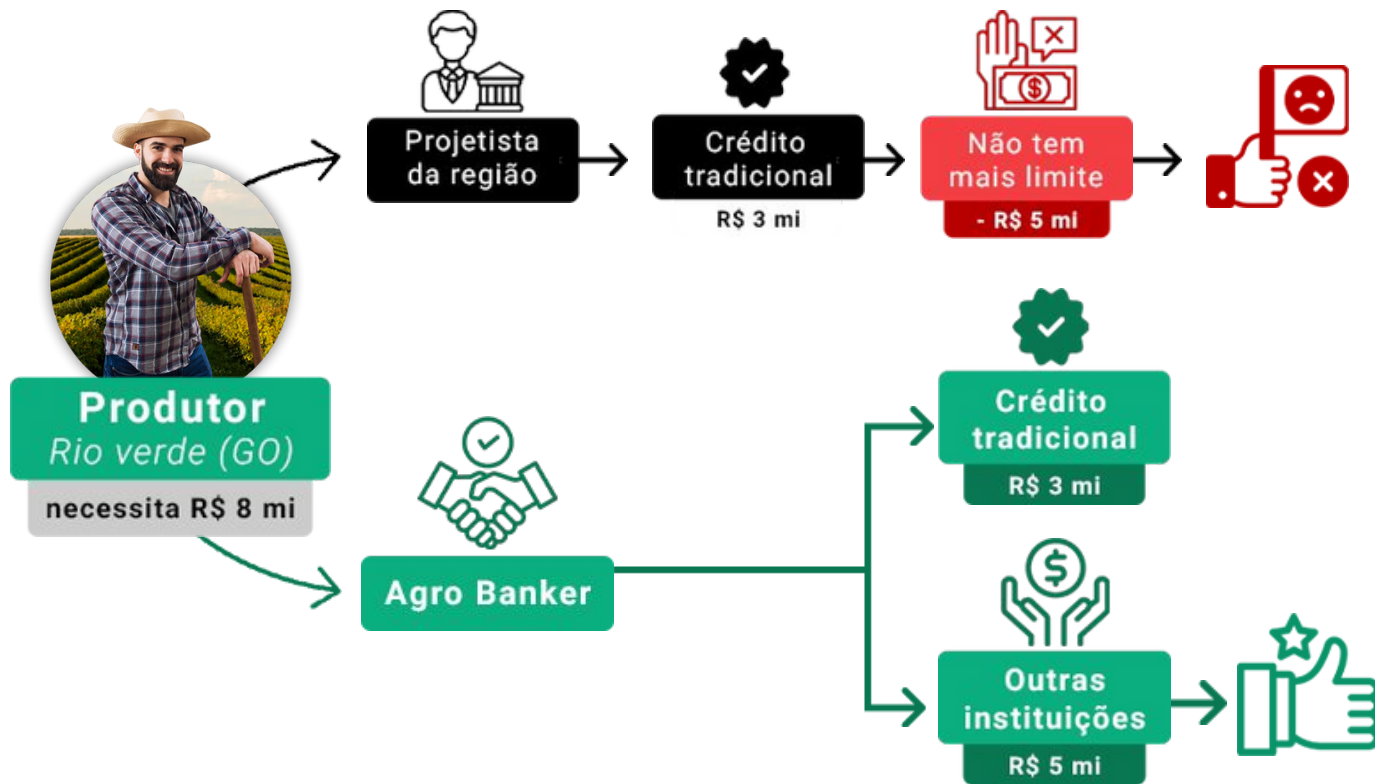 Projetista
da região
Crédito
tradicional
R$ 3 mi
Não tem
mais limite
- R$ 5 mi
Produtor
Rio verde (GO)
necessita R$ 8 mi
Agro Banker
Crédito
tradicional
R$ 3 mi
Outras
instituições
R$ 5 mi